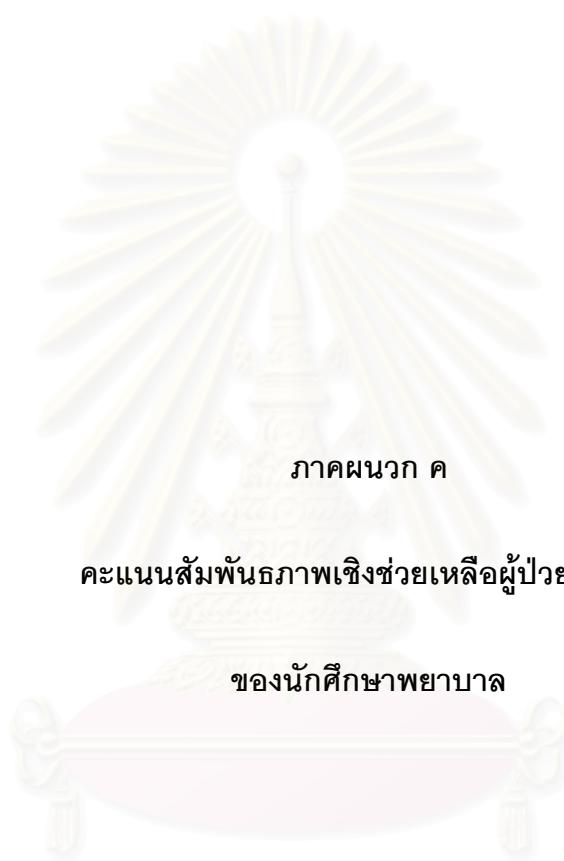 ภาคผนวก ค
คะแนนสัมพันธภาพเชิงช่วยเหลือผู้ป่วย
ของนักศึกษาพยาบาล